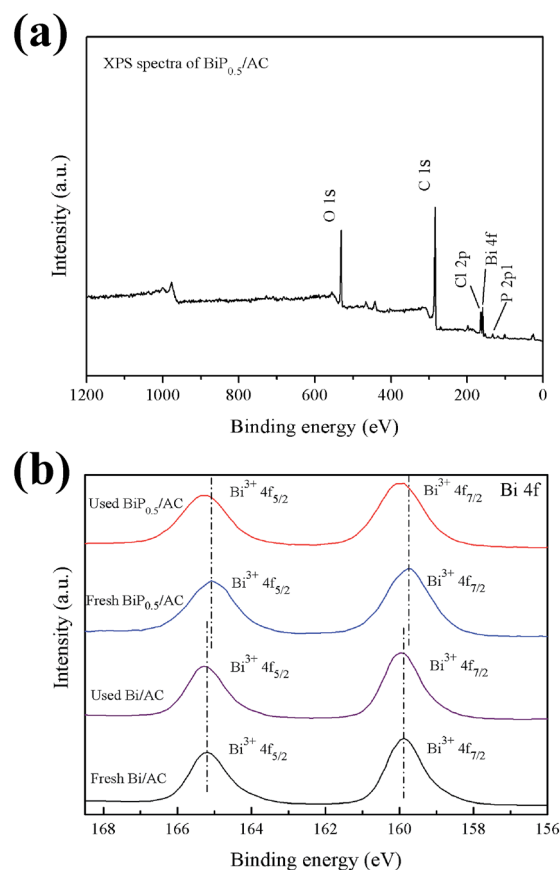 (a)
XPS spectra of BiP0.5/AC
O 1s
C 1s
Cl 2p
Bi 4f
P 2p1
Intensity (a.u.)
1200 1000 800 600 400 200 0
Binding energy (eV)
(b)
Bi 4f
Used BiP0.5/AC
Bi3+ 4f5/2
Bi3+ 4f7/2
Fresh BiP0.5/AC
Bi3+ 4f5/2
Bi3+ 4f7/2
Used Bi/AC
Bi3+ 4f5/2
Bi3+ 4f7/2
Fresh Bi/AC
Bi3+ 4f5/2
Bi3+ 4f7/2
Intensity (a.u.)
168 166 164 162 160 158 156
Binding energy (eV)